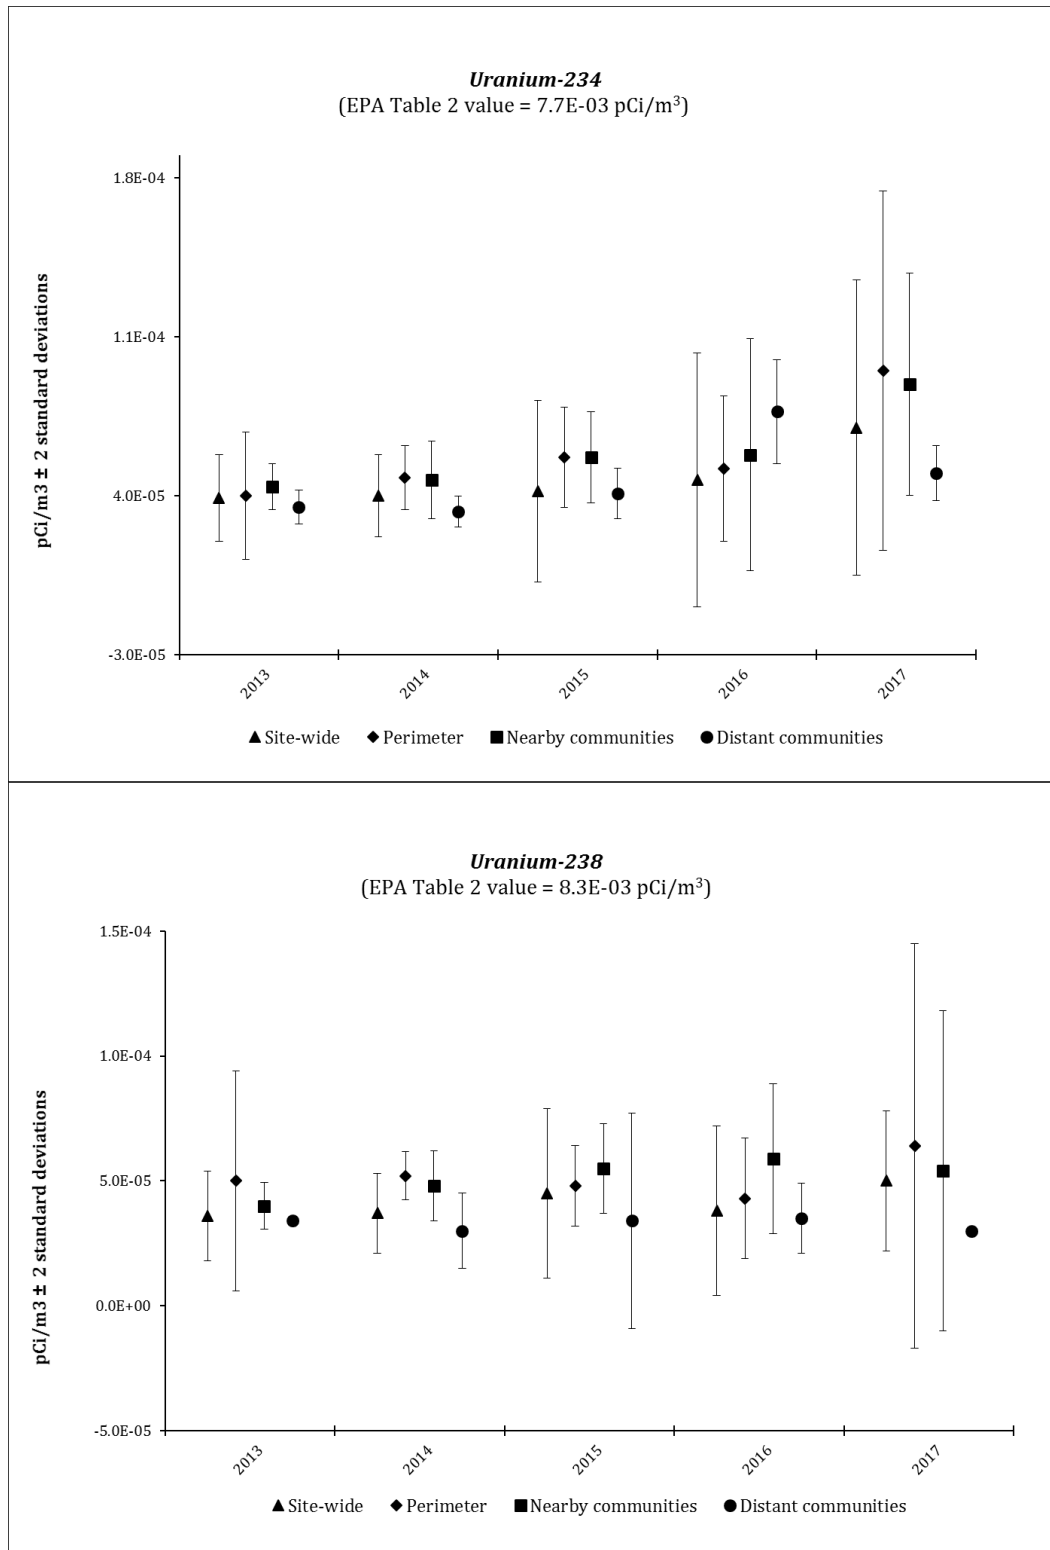 Uranium-234
(EPA Table 2 value = 7.7E-03 pCi/m³)
pCi/m3 ± 2 standard deviations
1.8E-04
1.1E-04
4.0E-05
-3.0E-05
2013
2014
2015
2016
2017
Site-wide Perimeter Nearby communities Distant communities
Uranium-238
(EPA Table 2 value = 8.3E-03 pCi/m³)
pCi/m3 ± 2 standard deviations
1.5E-04
1.0E-04
5.0E-05
0.0E+00
-5.0E-05
2013
2014
2015
2016
2017
Site-wide Perimeter Nearby communities Distant communities